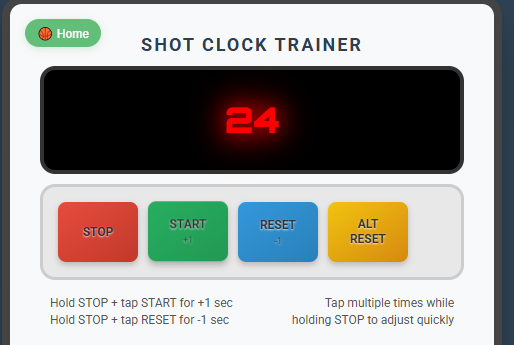 Home
SHOT CLOCK TRAINER
24
STOP
START
+1
RESET
-1
ALT
RESET
Hold STOP + tap START for +1 sec
Hold STOP + tap RESET for -1 sec
Tap multiple times while
holding STOP to adjust quickly